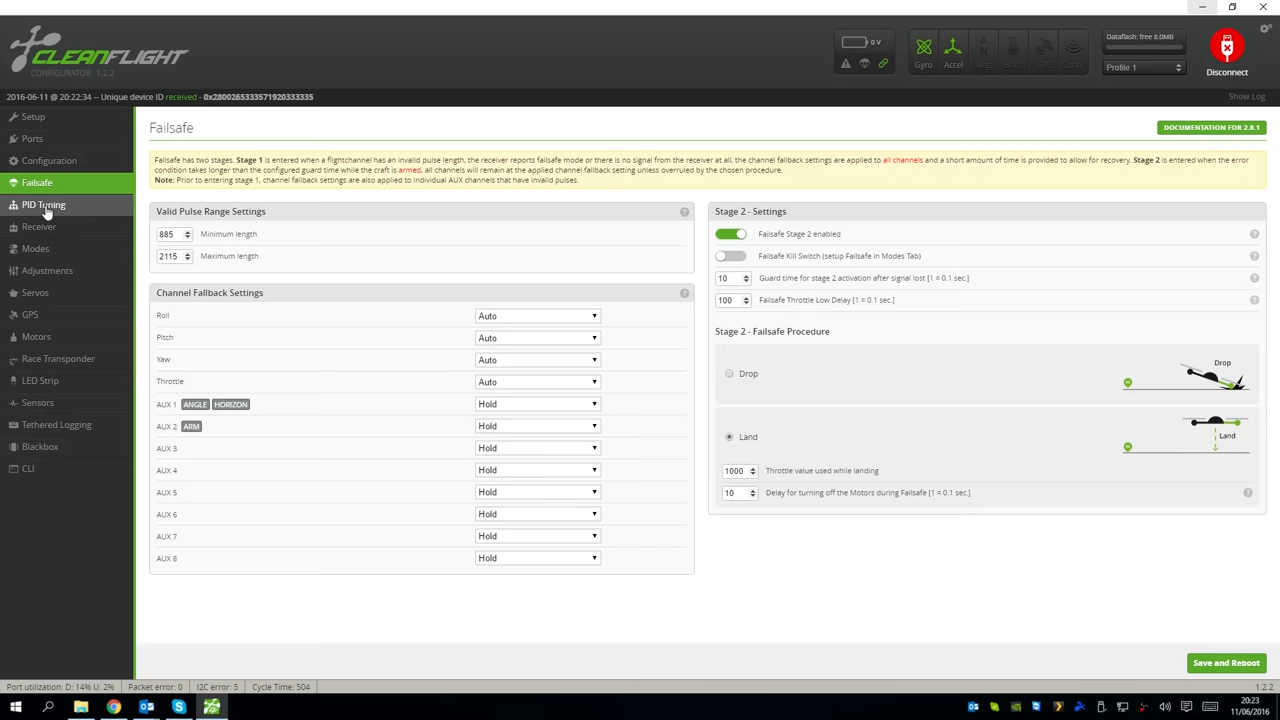 CLEANFLIGHT
CONFIGURATOR 1.2.2
0 V
Gyro
Accel
Dataflash: free 8.0MB
Profile 1
Disconnect
2016-06-11 @ 20:22:34 -- Unique device ID received - 0x2800265333571920333335
Show Log
Setup
Ports
Configuration
Failsafe
PID Tuning
Receiver
Modes
Adjustments
Servos
GPS
Motors
Race Transponder
LED Strip
Sensors
Tethered Logging
Blackbox
CLI
Failsafe
DOCUMENTATION FOR 2.8.1
Failsafe has two stages. Stage 1 is entered when a flightchannel has an invalid pulse length, the receiver reports failsafe mode or there is no signal from the receiver at all, the channel fallback settings are applied to all channels and a short amount of time is provided to allow for recovery. Stage 2 is entered when the error
condition takes longer than the configured guard time while the craft is armed, all channels will remain at the applied channel fallback setting unless overruled by the chosen procedure.
Note: Prior to entering stage 1, channel fallback settings are also applied to individual AUX channels that have invalid pulses.
Valid Pulse Range Settings
885 Minimum length
2115 Maximum length
Channel Fallback Settings
Roll Auto
Pitch Auto
Yaw Auto
Throttle Auto
AUX 1 ANGLE HORIZON Hold
AUX 2 ARM Hold
AUX 3 Hold
AUX 4 Hold
AUX 5 Hold
AUX 6 Hold
AUX 7 Hold
AUX 8 Hold
Stage 2 - Settings
Failsafe Stage 2 enabled
Failsafe Kill Switch (setup Failsafe in Modes Tab)
10 Guard time for stage 2 activation after signal lost [1 = 0.1 sec.]
100 Failsafe Throttle Low Delay [1 = 0.1 sec.]
Stage 2 - Failsafe Procedure
Drop
Drop
Land
Land
1000 Throttle value used while landing
10 Delay for turning off the Motors during Failsafe [1 = 0.1 sec.]
Save and Reboot
Port utilization: D: 14% U: 2% Packet error: 0 I2C error: 5 Cycle Time: 504
1.2.2
20:23
11/06/2016